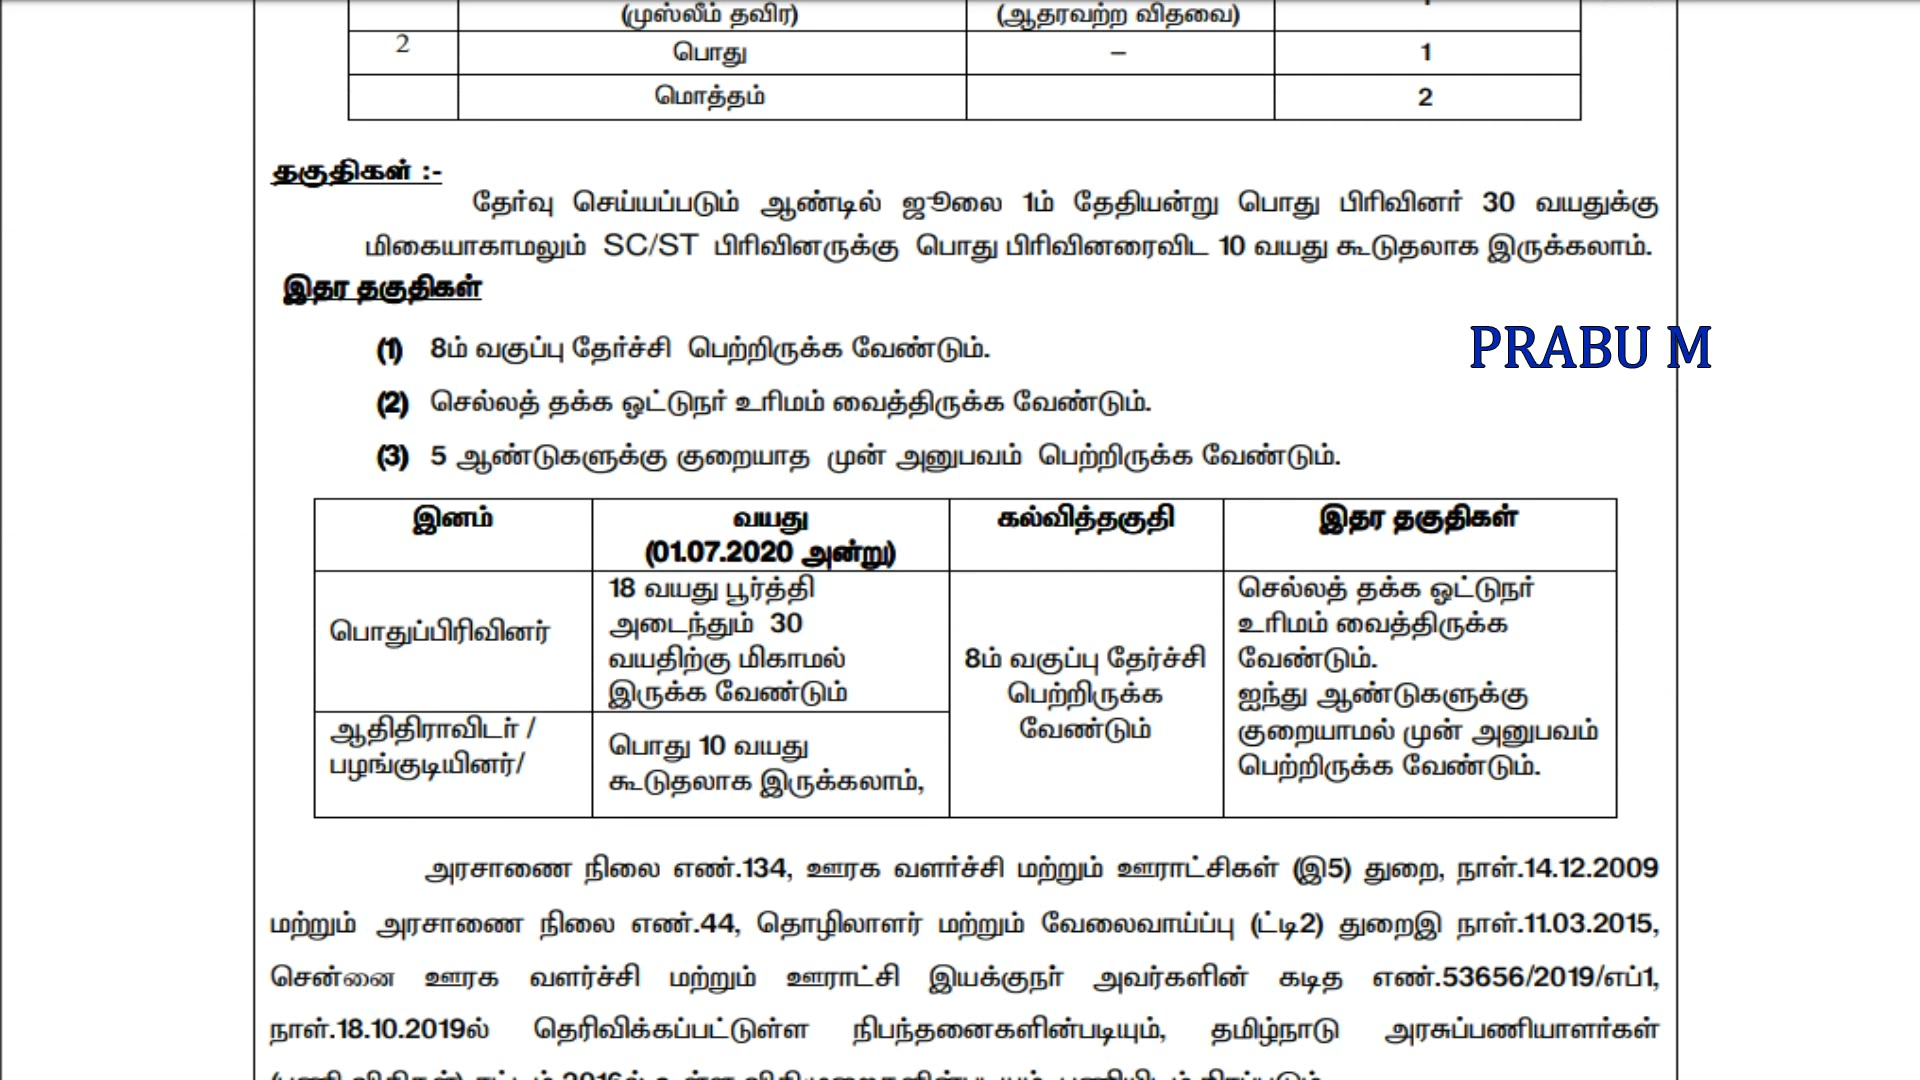 (முஸ்லீம் தவிர) (ஆதரவற்ற விதவை)
2 பொது – 1
மொத்தம் 2
தகுதிகள் :-
தேர்வு செய்யப்படும் ஆண்டில் ஜூலை 1ம் தேதியன்று பொது பிரிவினர் 30 வயதுக்கு
மிகையாகாமலும் SC/ST பிரிவினருக்கு பொது பிரிவினரைவிட 10 வயது கூடுதலாக இருக்கலாம்.
இதர தகுதிகள்
(1) 8ம் வகுப்பு தேர்ச்சி பெற்றிருக்க வேண்டும்.
PRABU M
(2) செல்லத் தக்க ஓட்டுநர் உரிமம் வைத்திருக்க வேண்டும்.
(3) 5 ஆண்டுகளுக்கு குறையாத முன் அனுபவம் பெற்றிருக்க வேண்டும்.
இனம் வயது கல்வித்தகுதி இதர தகுதிகள்
(01.07.2020 அன்று)
பொதுப்பிரிவினர்
18 வயது பூர்த்தி
அடைந்தும் 30
வயதிற்கு மிகாமல்
இருக்க வேண்டும்
8ம் வகுப்பு தேர்ச்சி
பெற்றிருக்க
வேண்டும்
செல்லத் தக்க ஓட்டுநர்
உரிமம் வைத்திருக்க
வேண்டும்.
ஐந்து ஆண்டுகளுக்கு
குறையாமல் முன் அனுபவம்
பெற்றிருக்க வேண்டும்.
ஆதிதிராவிடர் /
பழங்குடியினர்/
பொது 10 வயது
கூடுதலாக இருக்கலாம்,
அரசாணை நிலை எண்.134, ஊரக வளர்ச்சி மற்றும் ஊராட்சிகள் (இ5) துறை, நாள்.14.12.2009
மற்றும் அரசாணை நிலை எண்.44, தொழிலாளர் மற்றும் வேலைவாய்ப்பு (ட்டி2) துறைஇ நாள்.11.03.2015,
சென்னை ஊரக வளர்ச்சி மற்றும் ஊராட்சி இயக்குநர் அவர்களின் கடித எண்.53656/2019/எப்1,
நாள்.18.10.2019ல் தெரிவிக்கப்பட்டுள்ள நிபந்தனைகளின்படியும், தமிழ்நாடு அரசுப்பணியாளர்கள்